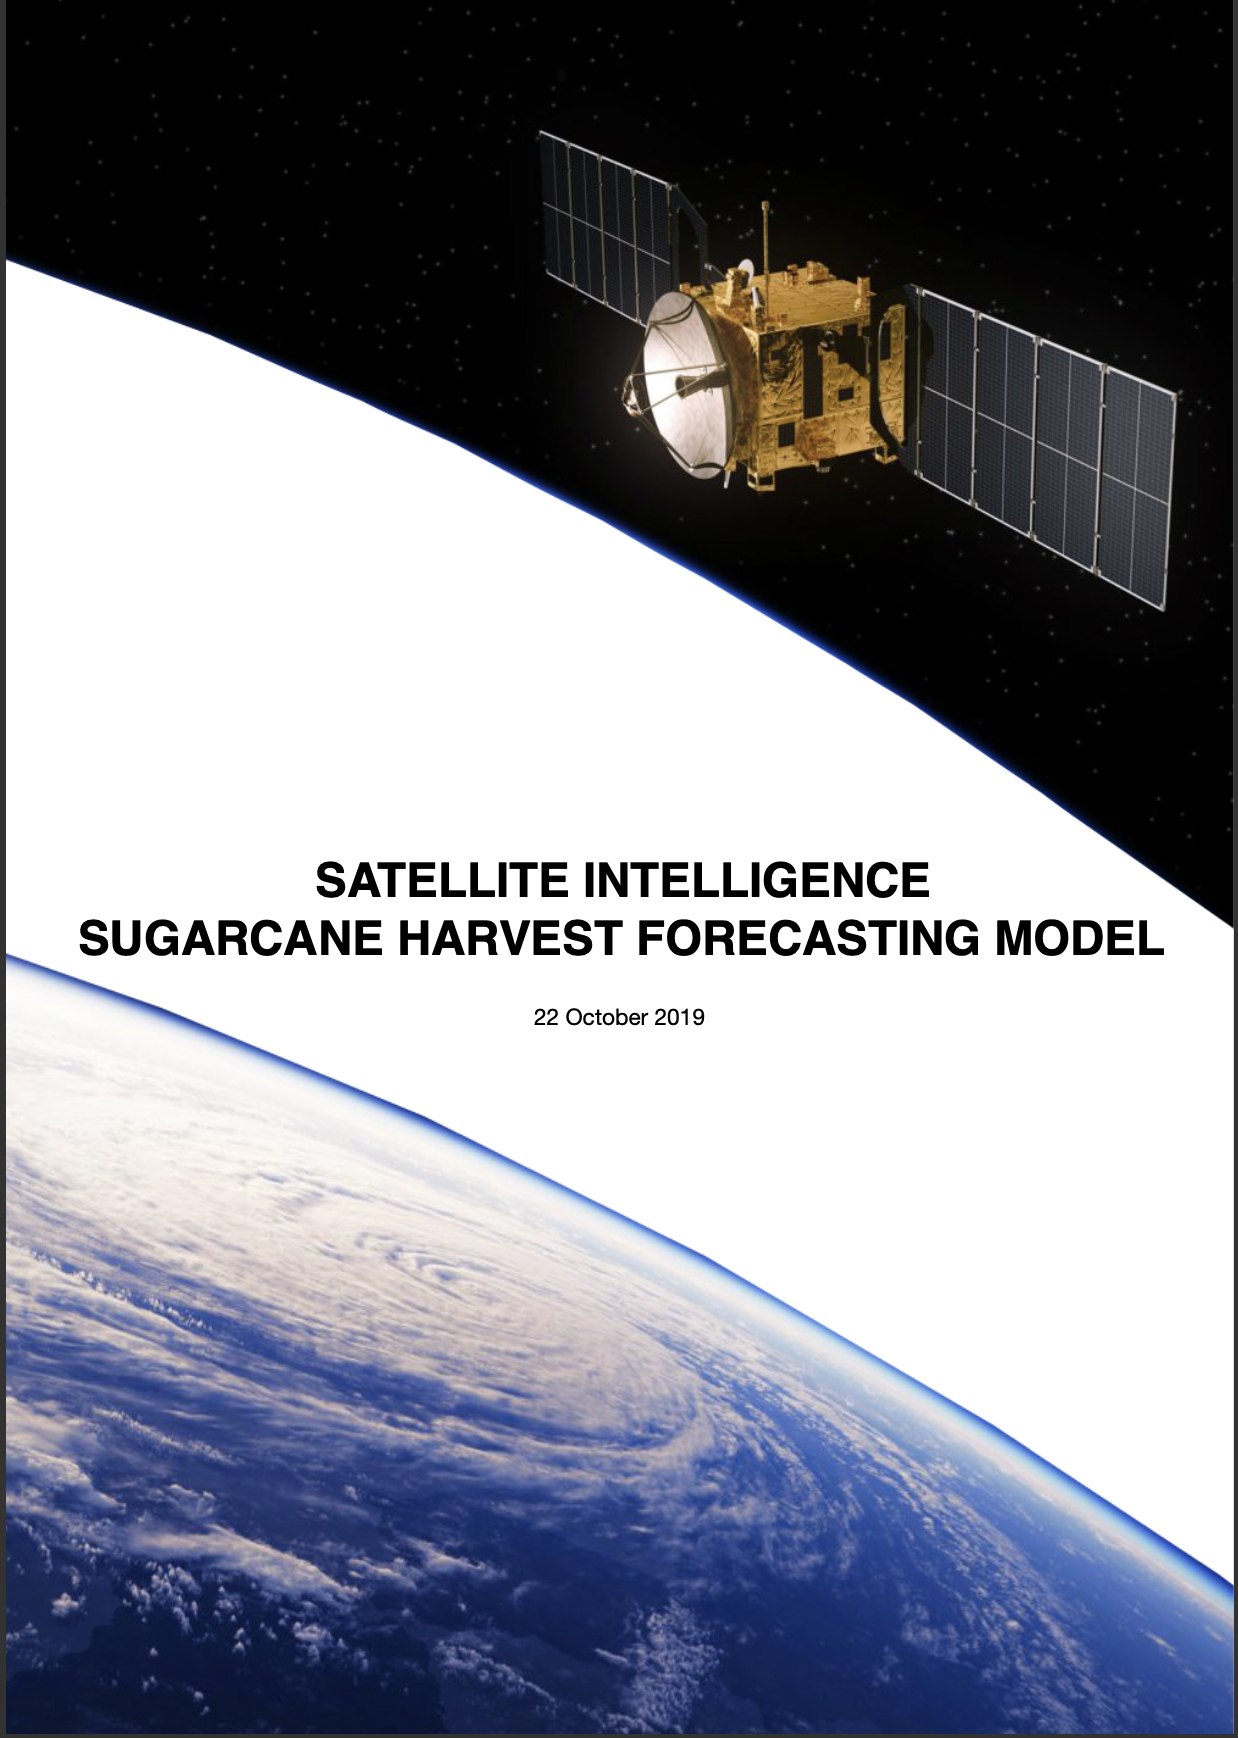 SATELLITE INTELLIGENCE
SUGARCANE HARVEST FORECASTING MODEL
22 October 2019